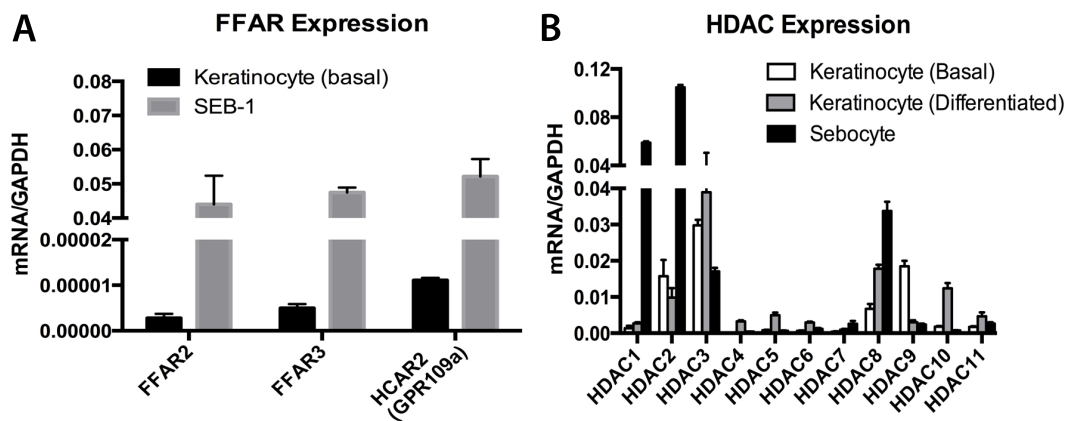 A
FFAR Expression
Keratinocyte (basal)
SEB-1
mRNA/GAPDH
0.08
0.07
0.06
0.05
0.04
0.00002
0.00001
0.00000
FFAR2
FFAR3
HCAR2
(GPR109a)
B
HDAC Expression
Keratinocyte (Basal)
Keratinocyte (Differentiated)
Sebocyte
mRNA/GAPDH
0.12
0.08
0.04
0.04
0.03
0.02
0.01
0.00
HDAC1
HDAC2
HDAC3
HDAC4
HDAC5
HDAC6
HDAC7
HDAC8
HDAC9
HDAC10
HDAC11